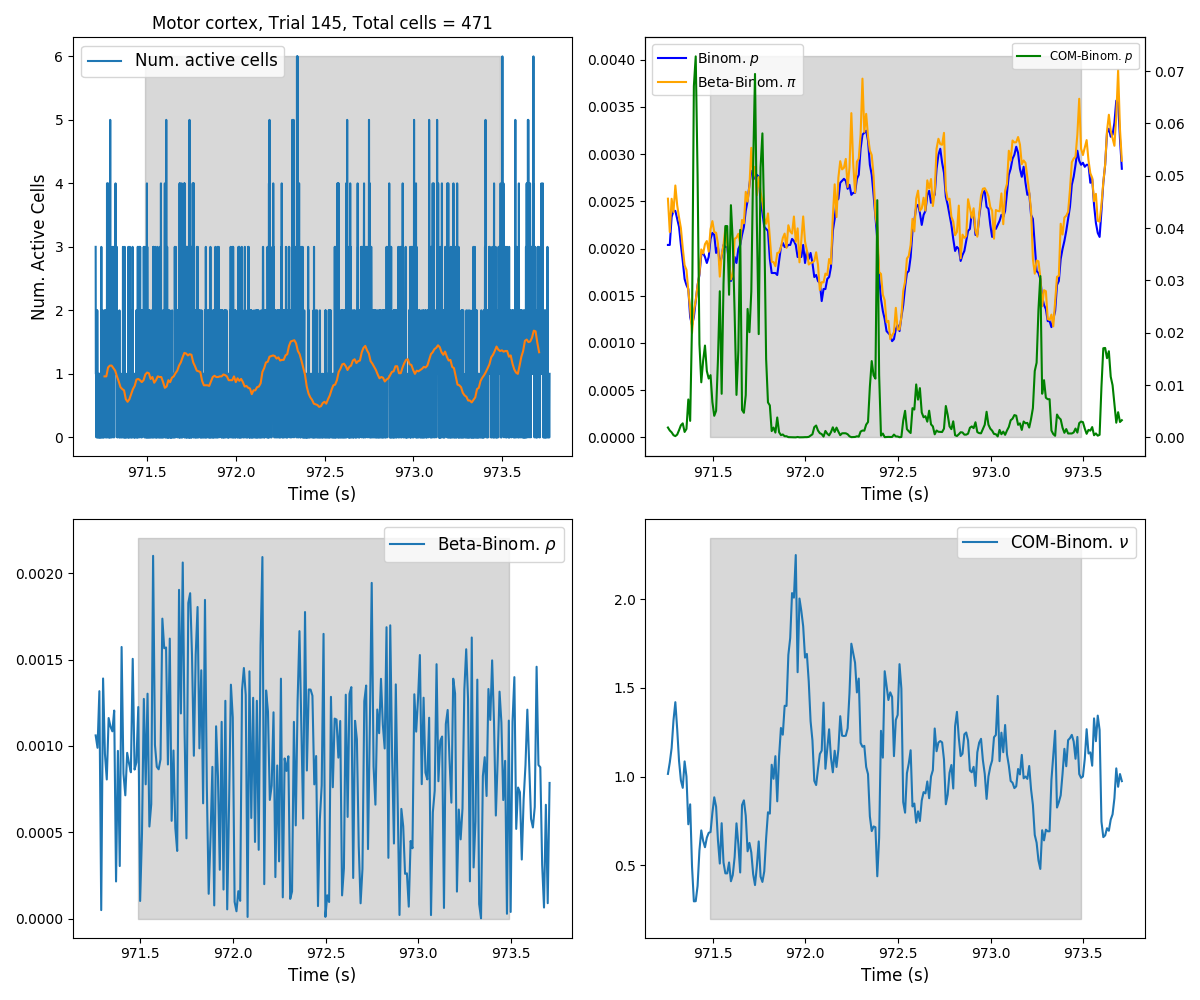 Motor cortex, Trial 145, Total cells = 471
Num. active cells
Num. Active Cells
6
5
4
3
2
1
0
971.5 972.0 972.5 973.0 973.5
Time (s)
Binom. p
Beta-Binom. π
COM-Binom. p
0.0040
0.0035
0.0030
0.0025
0.0020
0.0015
0.0010
0.0005
0.0000
0.07
0.06
0.05
0.04
0.03
0.02
0.01
0.00
971.5 972.0 972.5 973.0 973.5
Time (s)
Beta-Binom. ρ
0.0020
0.0015
0.0010
0.0005
0.0000
971.5 972.0 972.5 973.0 973.5
Time (s)
COM-Binom. ν
2.0
1.5
1.0
0.5
971.5 972.0 972.5 973.0 973.5
Time (s)